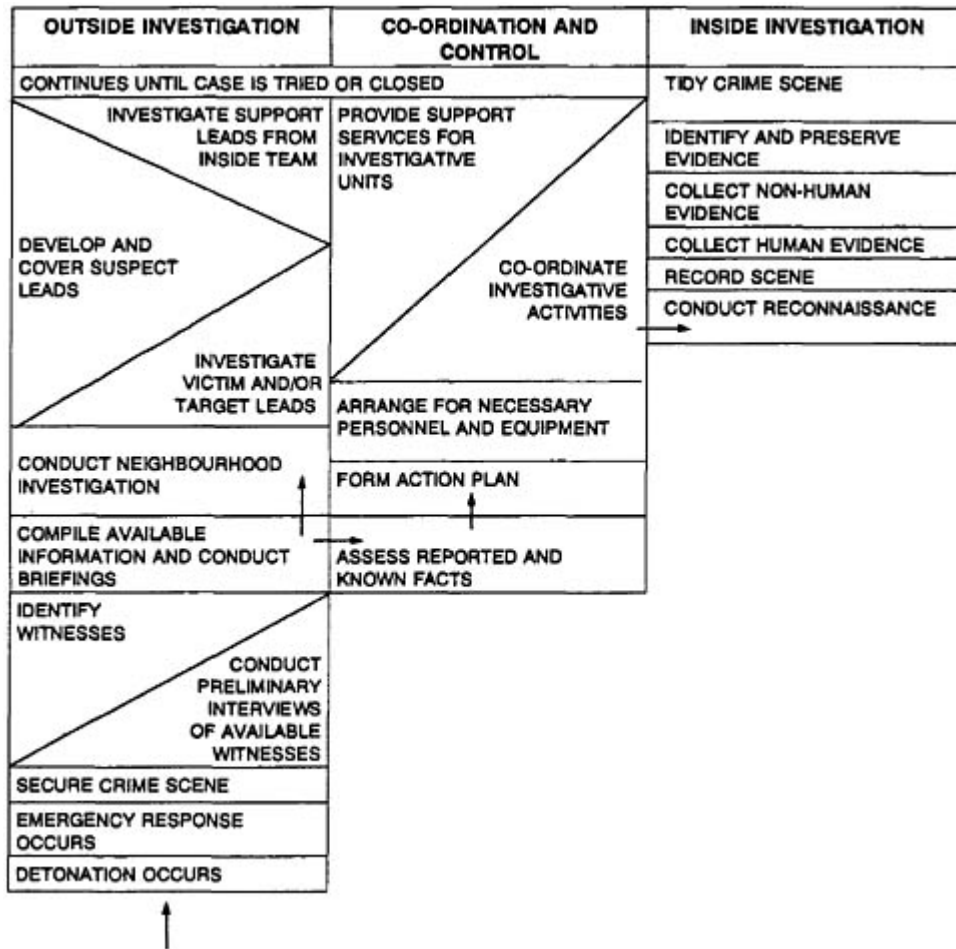 OUTSIDE INVESTIGATION
CO-ORDINATION AND
CONTROL
INSIDE INVESTIGATION
CONTINUES UNTIL CASE IS TRIED OR CLOSED
INVESTIGATE SUPPORT
LEADS FROM
INSIDE TEAM
DEVELOP AND
COVER SUSPECT
LEADS
INVESTIGATE
VICTIM AND/OR
TARGET LEADS
CONDUCT NEIGHBOURHOOD
INVESTIGATION
COMPILE AVAILABLE
INFORMATION AND CONDUCT
BRIEFINGS
IDENTIFY
WITNESSES
CONDUCT
PRELIMINARY
INTERVIEWS
OF AVAILABLE
WITNESSES
SECURE CRIME SCENE
EMERGENCY RESPONSE
OCCURS
DETONATION OCCURS
PROVIDE SUPPORT
SERVICES FOR
INVESTIGATIVE
UNITS
CO-ORDINATE
INVESTIGATIVE
ACTIVITIES
ARRANGE FOR NECESSARY
PERSONNEL AND EQUIPMENT
FORM ACTION PLAN
ASSESS REPORTED AND
KNOWN FACTS
TIDY CRIME SCENE
IDENTIFY AND PRESERVE
EVIDENCE
COLLECT NON-HUMAN
EVIDENCE
COLLECT HUMAN EVIDENCE
RECORD SCENE
CONDUCT RECONNAISSANCE